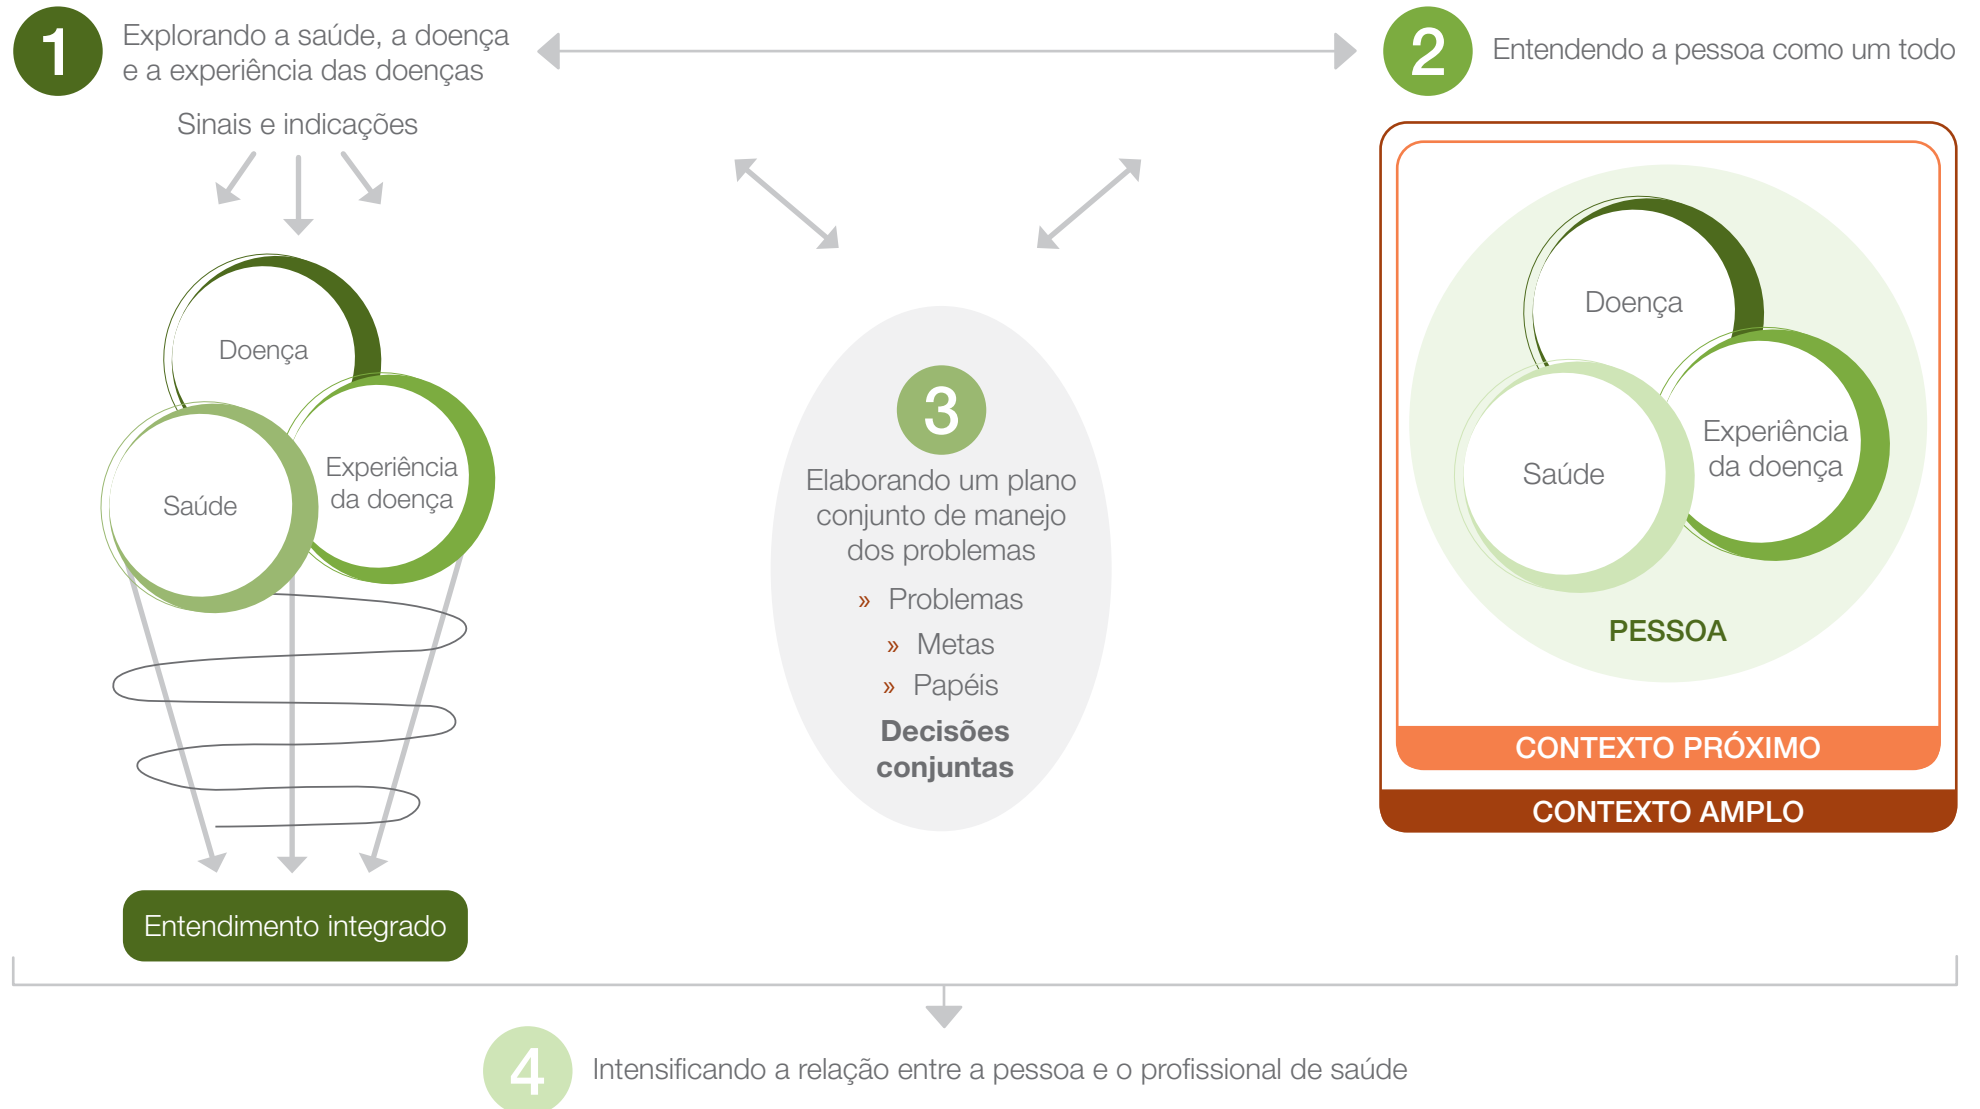 1
Explorando a saúde, a doença
e a experiência das doenças
Sinais e indicações
Doença
Saúde
Experiência
da doença
Entendimento integrado
2
Entendendo a pessoa como um todo
Doença
Saúde
Experiência
da doença
PESSOA
CONTEXTO PRÓXIMO
CONTEXTO AMPLO
3
Elaborando um plano
conjunto de manejo
dos problemas
» Problemas
» Metas
» Papéis
Decisões
conjuntas
4
Intensificando a relação entre a pessoa e o profissional de saúde